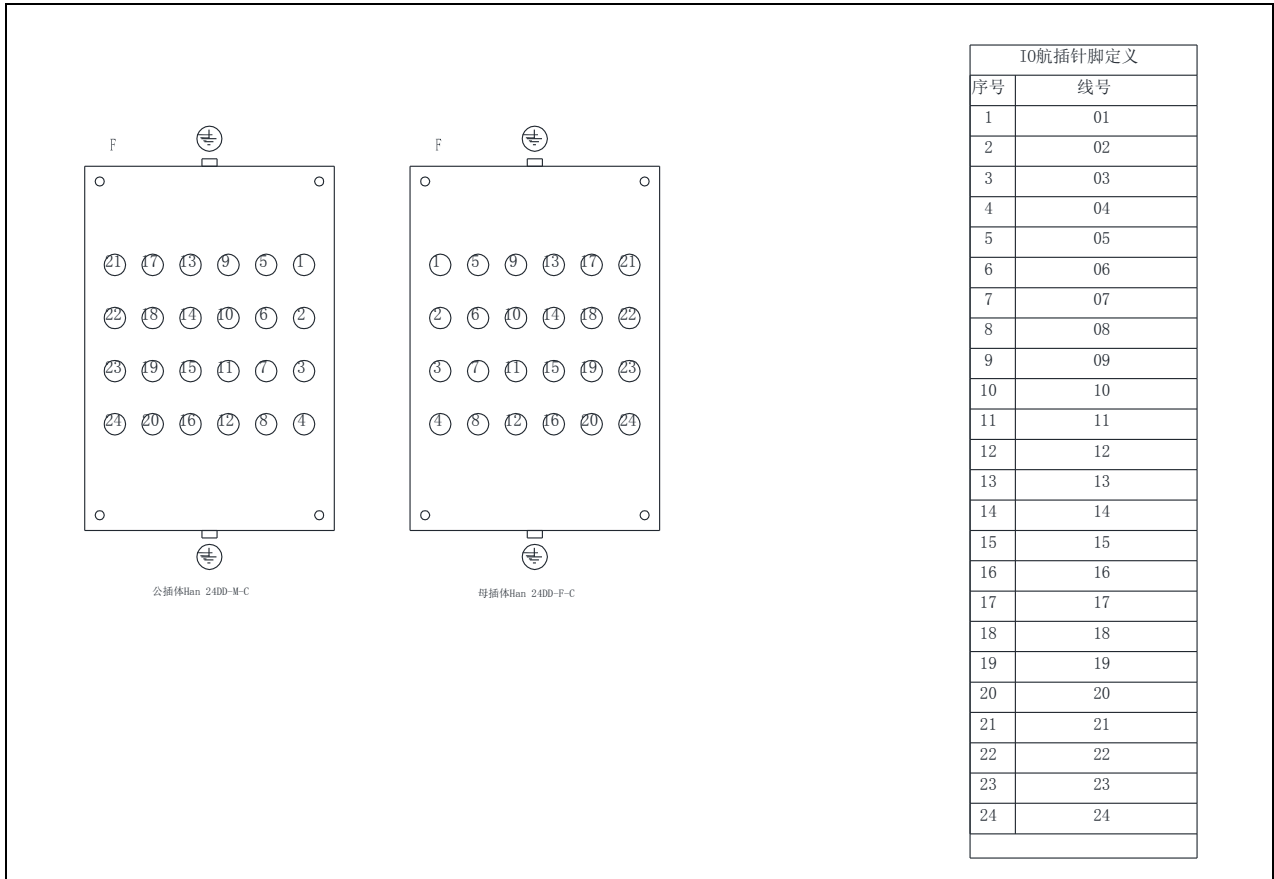 F
F
21 17 13 9 5 1
22 18 14 10 6 2
23 19 15 11 7 3
24 20 16 12 8 4
公插体Han 24DD-M-C
1 5 9 13 17 21
2 6 10 14 18 22
3 7 11 15 19 23
4 8 12 16 20 24
母插体Han 24DD-F-C
IO航插针脚定义
序号 线号
1 01
2 02
3 03
4 04
5 05
6 06
7 07
8 08
9 09
10 10
11 11
12 12
13 13
14 14
15 15
16 16
17 17
18 18
19 19
20 20
21 21
22 22
23 23
24 24